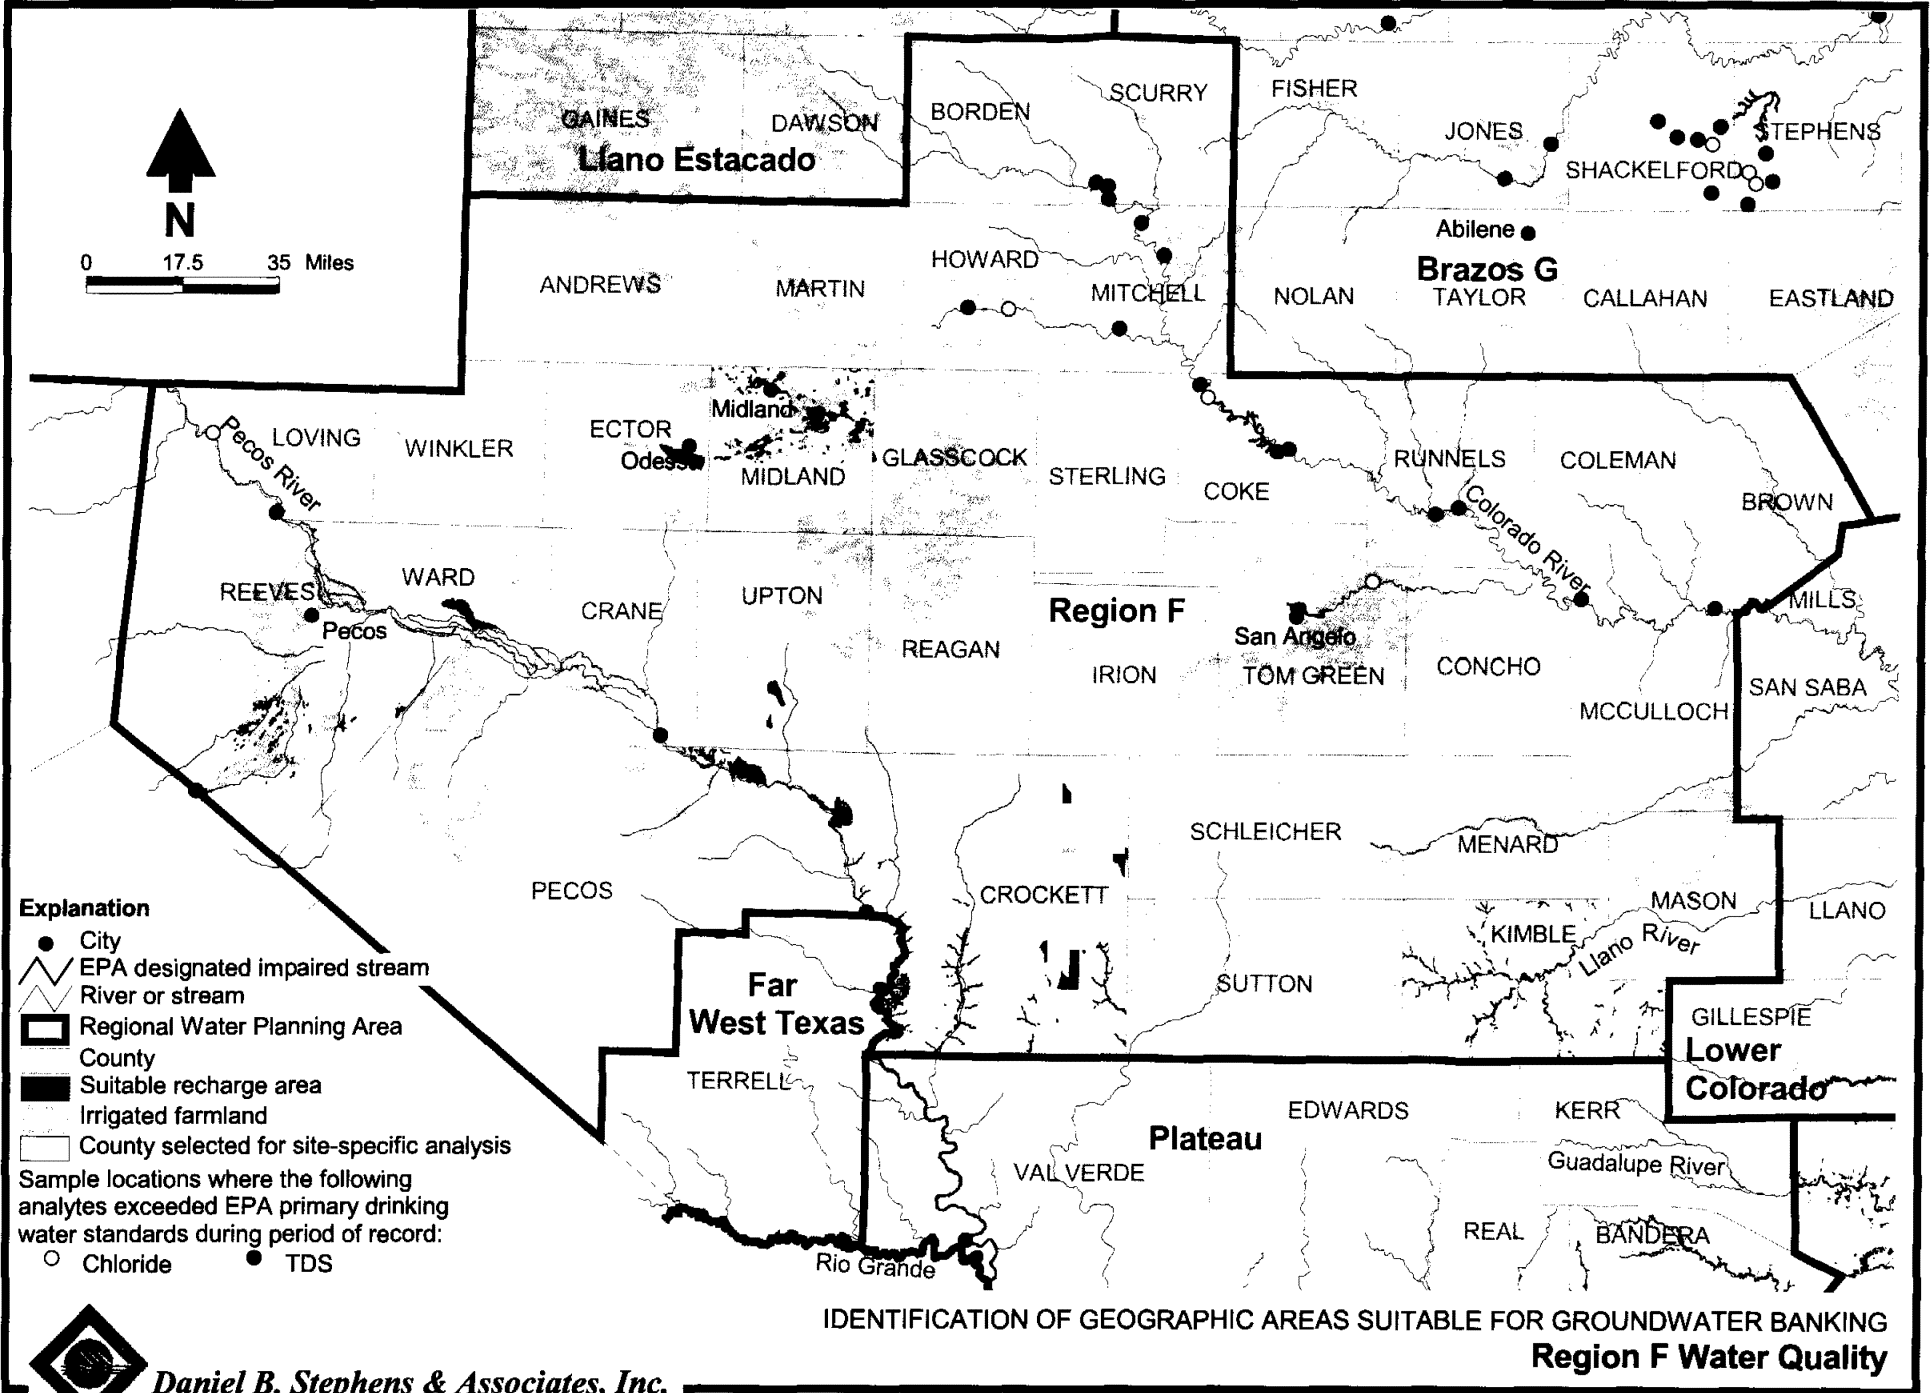 GAINES
DAWSON
Llano Estacado
BORDEN
SCURRY
FISHER
JONES
STEPHENS
SHACKELFORD
N
0 17.5 35 Miles
Abilene
Brazos G
ANDREWS
MARTIN
HOWARD
MITCHELL
NOLAN
TAYLOR
CALLAHAN
EASTLAND
Pecos River
LOVING
WINKLER
ECTOR
Odessa
Midland
MIDLAND
GLASSCOCK
STERLING
COKE
RUNNELS
COLEMAN
BROWN
Colorado River
REEVES
WARD
Pecos
CRANE
UPTON
REAGAN
Region F
IRION
San Angelo
TOM GREEN
CONCHO
MCCULLOCH
MILLS
SAN SABA
PECOS
CROCKETT
SCHLEICHER
MENARD
MASON
LLANO
KIMBLE
Llano River
SUTTON
Far
West Texas
TERRELL
GILLESPIE
Lower
Colorado
Plateau
VAL VERDE
EDWARDS
KERR
Guadalupe River
REAL
BANDERA
Rio Grande
Explanation
City
EPA designated impaired stream
River or stream
Regional Water Planning Area
County
Suitable recharge area
Irrigated farmland
County selected for site-specific analysis
Sample locations where the following
analytes exceeded EPA primary drinking
water standards during period of record:
Chloride TDS
IDENTIFICATION OF GEOGRAPHIC AREAS SUITABLE FOR GROUNDWATER BANKING
Region F Water Quality
Daniel B. Stephens & Associates, Inc.